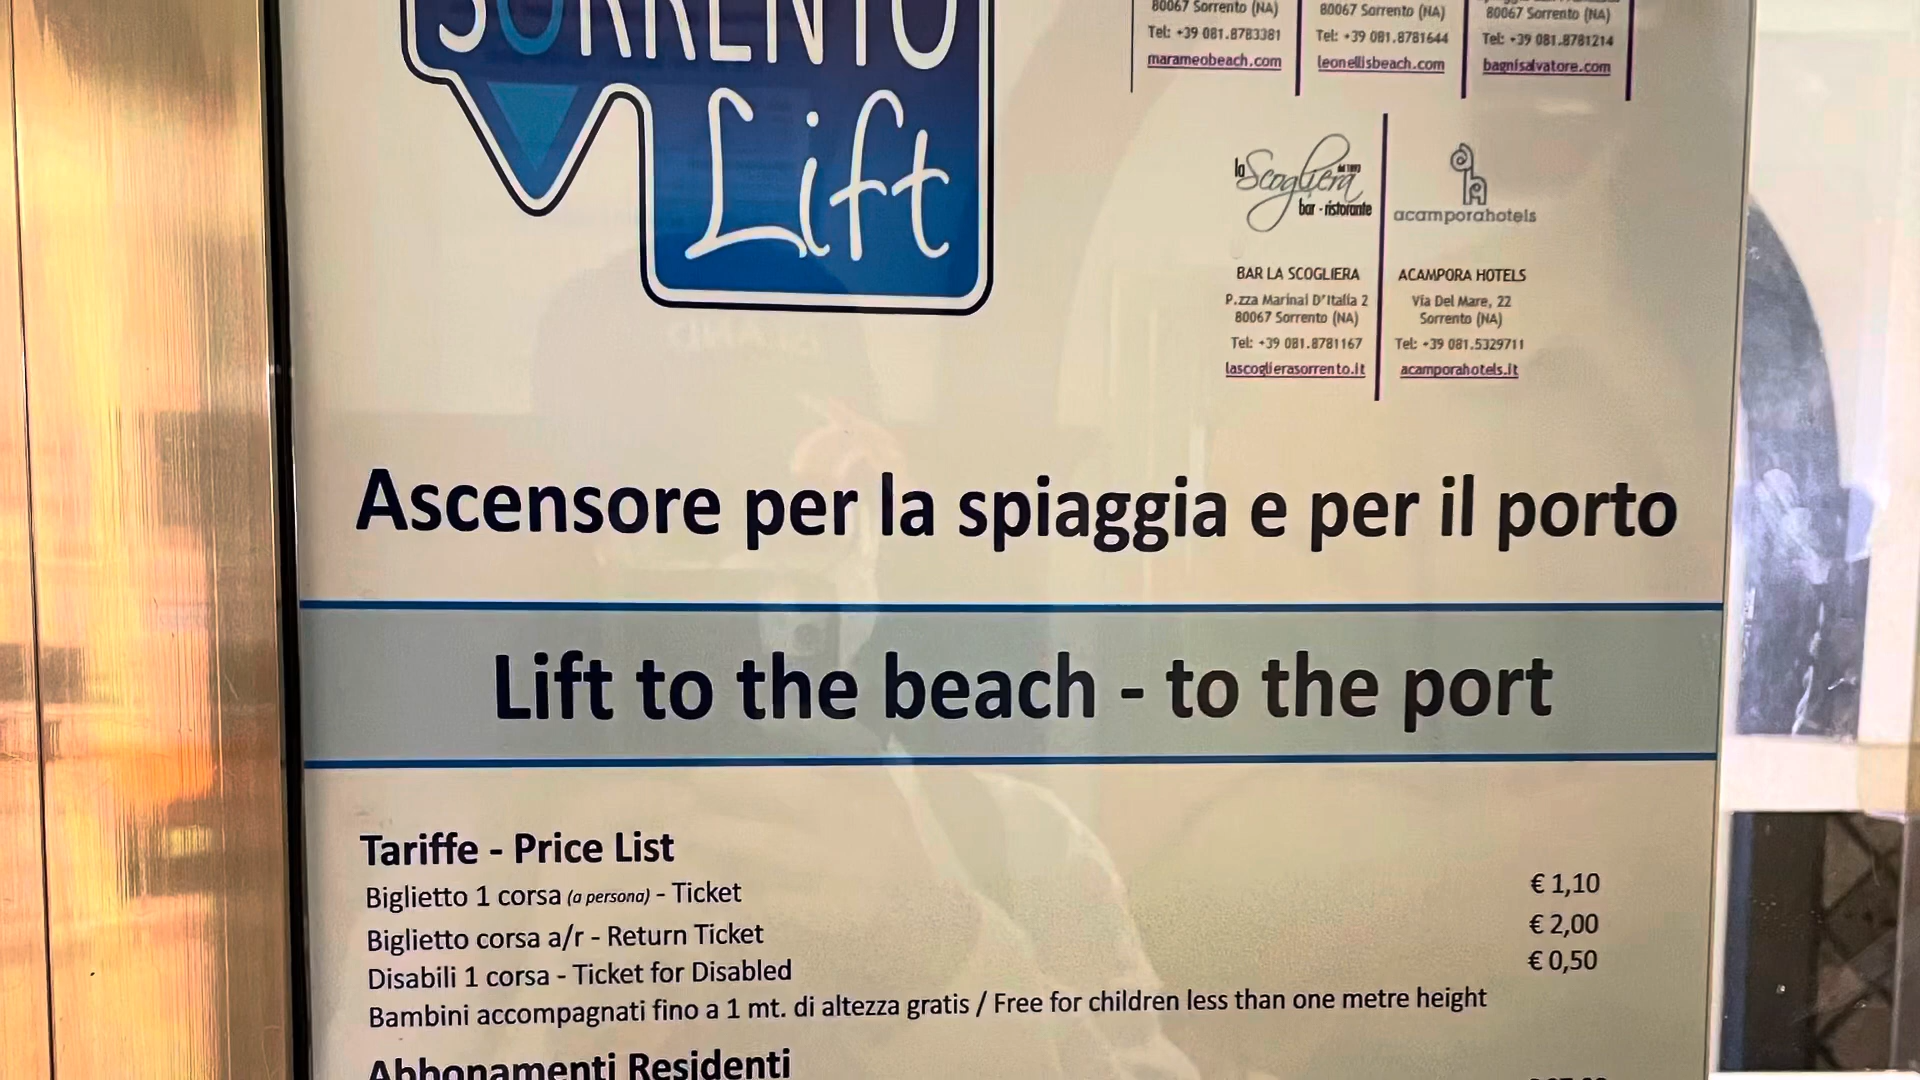 SORRENTO
Lift
80067 Sorrento (NA)
Tel: +39 081.8783381
marameobeach.com
80067 Sorrento (NA)
Tel: +39 081.8781644
leonellisbeach.com
80067 Sorrento (NA)
Tel: +39 081.8781214
bagnisalvatore.com
la Scogliera
bar - ristorante
acamporahotels
BAR LA SCOGLIERA
P.zza Marinai D'Italia 2
80067 Sorrento (NA)
Tel: +39 081.8781167
lascoglierasorrento.it
ACAMPORA HOTELS
Via Del Mare, 22
Sorrento (NA)
Tel: +39 081.5329711
acamporahotels.it
Ascensore per la spiaggia e per il porto
Lift to the beach - to the port
Tariffe - Price List
Biglietto 1 corsa (a persona) - Ticket € 1,10
Biglietto corsa a/r - Return Ticket € 2,00
Disabili 1 corsa - Ticket for Disabled € 0,50
Bambini accompagnati fino a 1 mt. di altezza gratis / Free for children less than one metre height
Abbonamenti Residenti